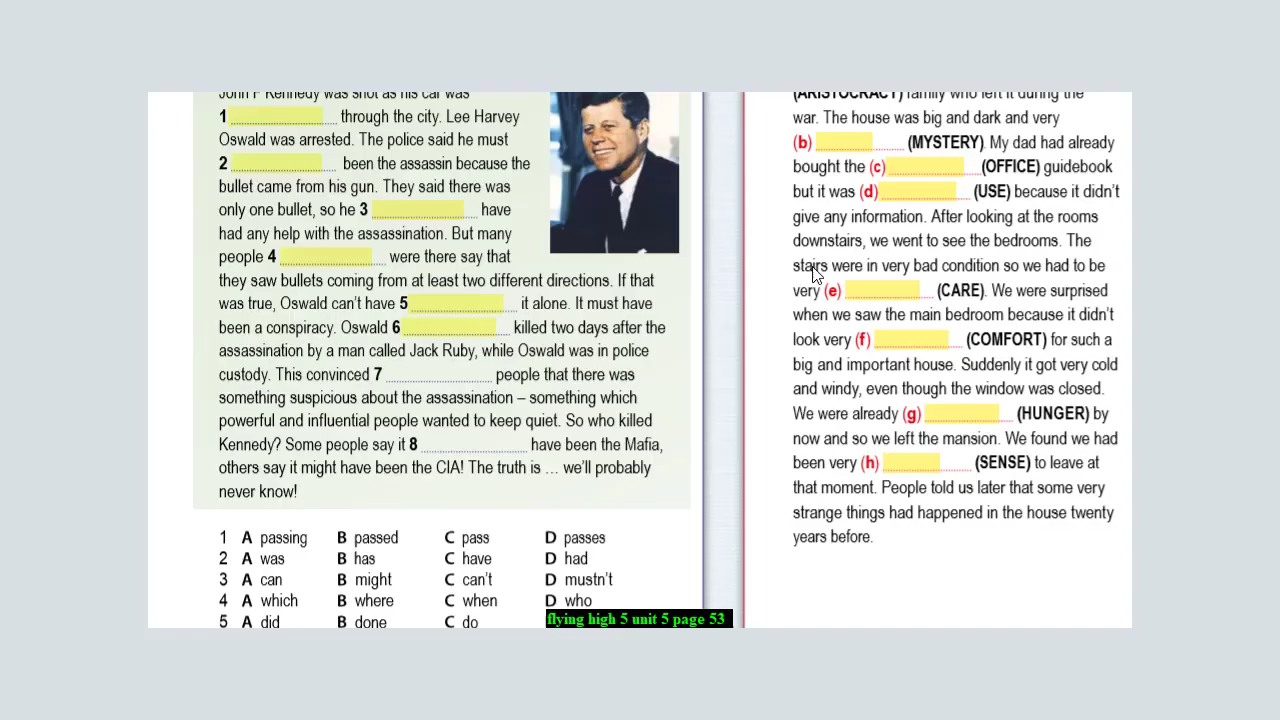 John F Kennedy was shot as his car was
1 through the city. Lee Harvey
Oswald was arrested. The police said he must
2 been the assassin because the
bullet came from his gun. They said there was
only one bullet, so he 3 have
had any help with the assassination. But many
people 4 were there say that
they saw bullets coming from at least two different directions. If that
was true, Oswald can't have 5 it alone. It must have
been a conspiracy. Oswald 6 killed two days after the
assassination by a man called Jack Ruby, while Oswald was in police
custody. This convinced 7 people that there was
something suspicious about the assassination – something which
powerful and influential people wanted to keep quiet. So who killed
Kennedy? Some people say it 8 have been the Mafia,
others say it might have been the CIA! The truth is ... we'll probably
never know!
1 A passing B passed C pass D passes
2 A was B has C have D had
3 A can B might C can't D mustn't
4 A which B where C when D who
5 A did B done C do
flying high 5 unit 5 page 53
(ARISTOCRACY) family who left it during the
war. The house was big and dark and very
(b) (MYSTERY). My dad had already
bought the (c) (OFFICE) guidebook
but it was (d) (USE) because it didn't
give any information. After looking at the rooms
downstairs, we went to see the bedrooms. The
stairs were in very bad condition so we had to be
very (e) (CARE). We were surprised
when we saw the main bedroom because it didn't
look very (f) (COMFORT) for such a
big and important house. Suddenly it got very cold
and windy, even though the window was closed.
We were already (g) (HUNGER) by
now and so we left the mansion. We found we had
been very (h) (SENSE) to leave at
that moment. People told us later that some very
strange things had happened in the house twenty
years before.